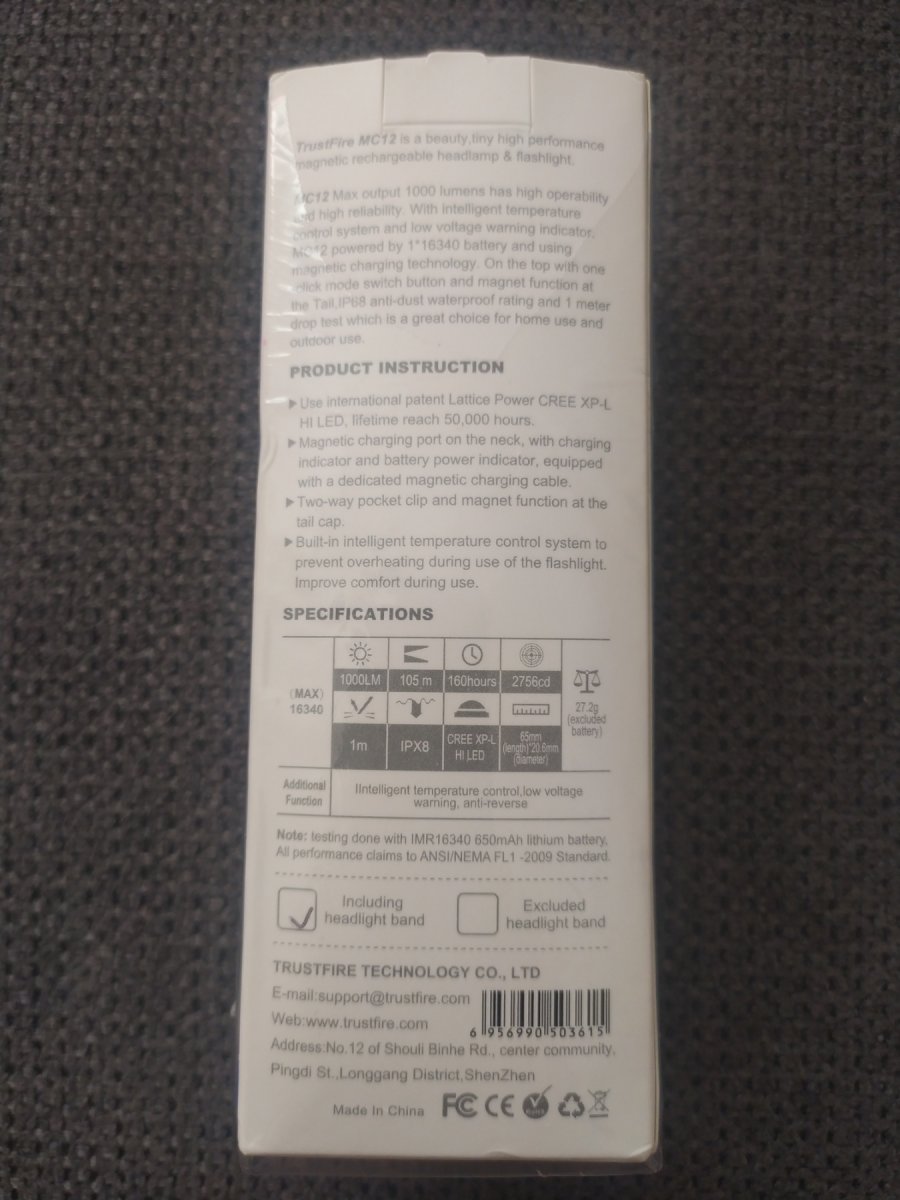 TrustFire MC12 is a beauty,tiny high performance
magnetic rechargeable headlamp & flashlight.
MC12 Max output 1000 lumens has high operability
and high reliability. With intelligent temperature
control system and low voltage warning indicator.
MC12 powered by 1*16340 battery and using
magnetic charging technology. On the top with one
click mode switch button and magnet function at
the Tail,IP68 anti-dust waterproof rating and 1 meter
drop test which is a great choice for home use and
outdoor use.
PRODUCT INSTRUCTION
▶Use international patent Lattice Power CREE XP-L
HI LED, lifetime reach 50,000 hours.
▶Magnetic charging port on the neck, with charging
indicator and battery power indicator, equipped
with a dedicated magnetic charging cable.
▶Two-way pocket clip and magnet function at the
tail cap.
▶Built-in intelligent temperature control system to
prevent overheating during use of the flashlight.
Improve comfort during use.
SPECIFICATIONS
(MAX)
16340
1000LM 105 m 160hours 2756cd
27.2g
(excluded
battery)
1m IPX8 CREE XP-L
HI LED
65mm
(length)*20.6mm
(diameter)
Additional
Function
IIntelligent temperature control,low voltage
warning, anti-reverse
Note: testing done with IMR16340 650mAh lithium battery.
All performance claims to ANSI/NEMA FL1 -2009 Standard.
Including
headlight band
Excluded
headlight band
TRUSTFIRE TECHNOLOGY CO., LTD
E-mail:support@trustfire.com
Web:www.trustfire.com
6 956990 503615
Address:No.12 of Shouli Binhe Rd., center community,
Pingdi St.,Longgang District,ShenZhen
Made In China FC CE